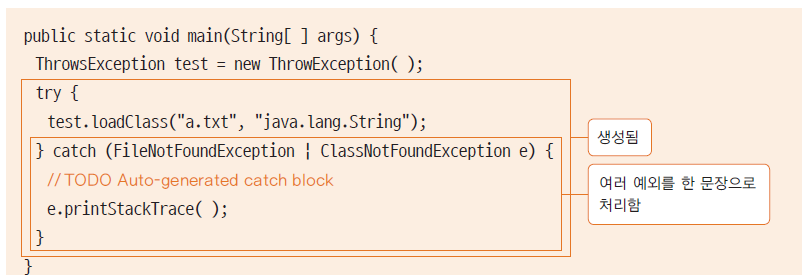 public static void main(String[ ] args) {
ThrowsException test = new ThrowException( );
try {
test.loadClass("a.txt", "java.lang.String");
} catch (FileNotFoundException | ClassNotFoundException e) {
// TODO Auto-generated catch block
e.printStackTrace( );
}
}
생성됨
여러 예외를 한 문장으로
처리함